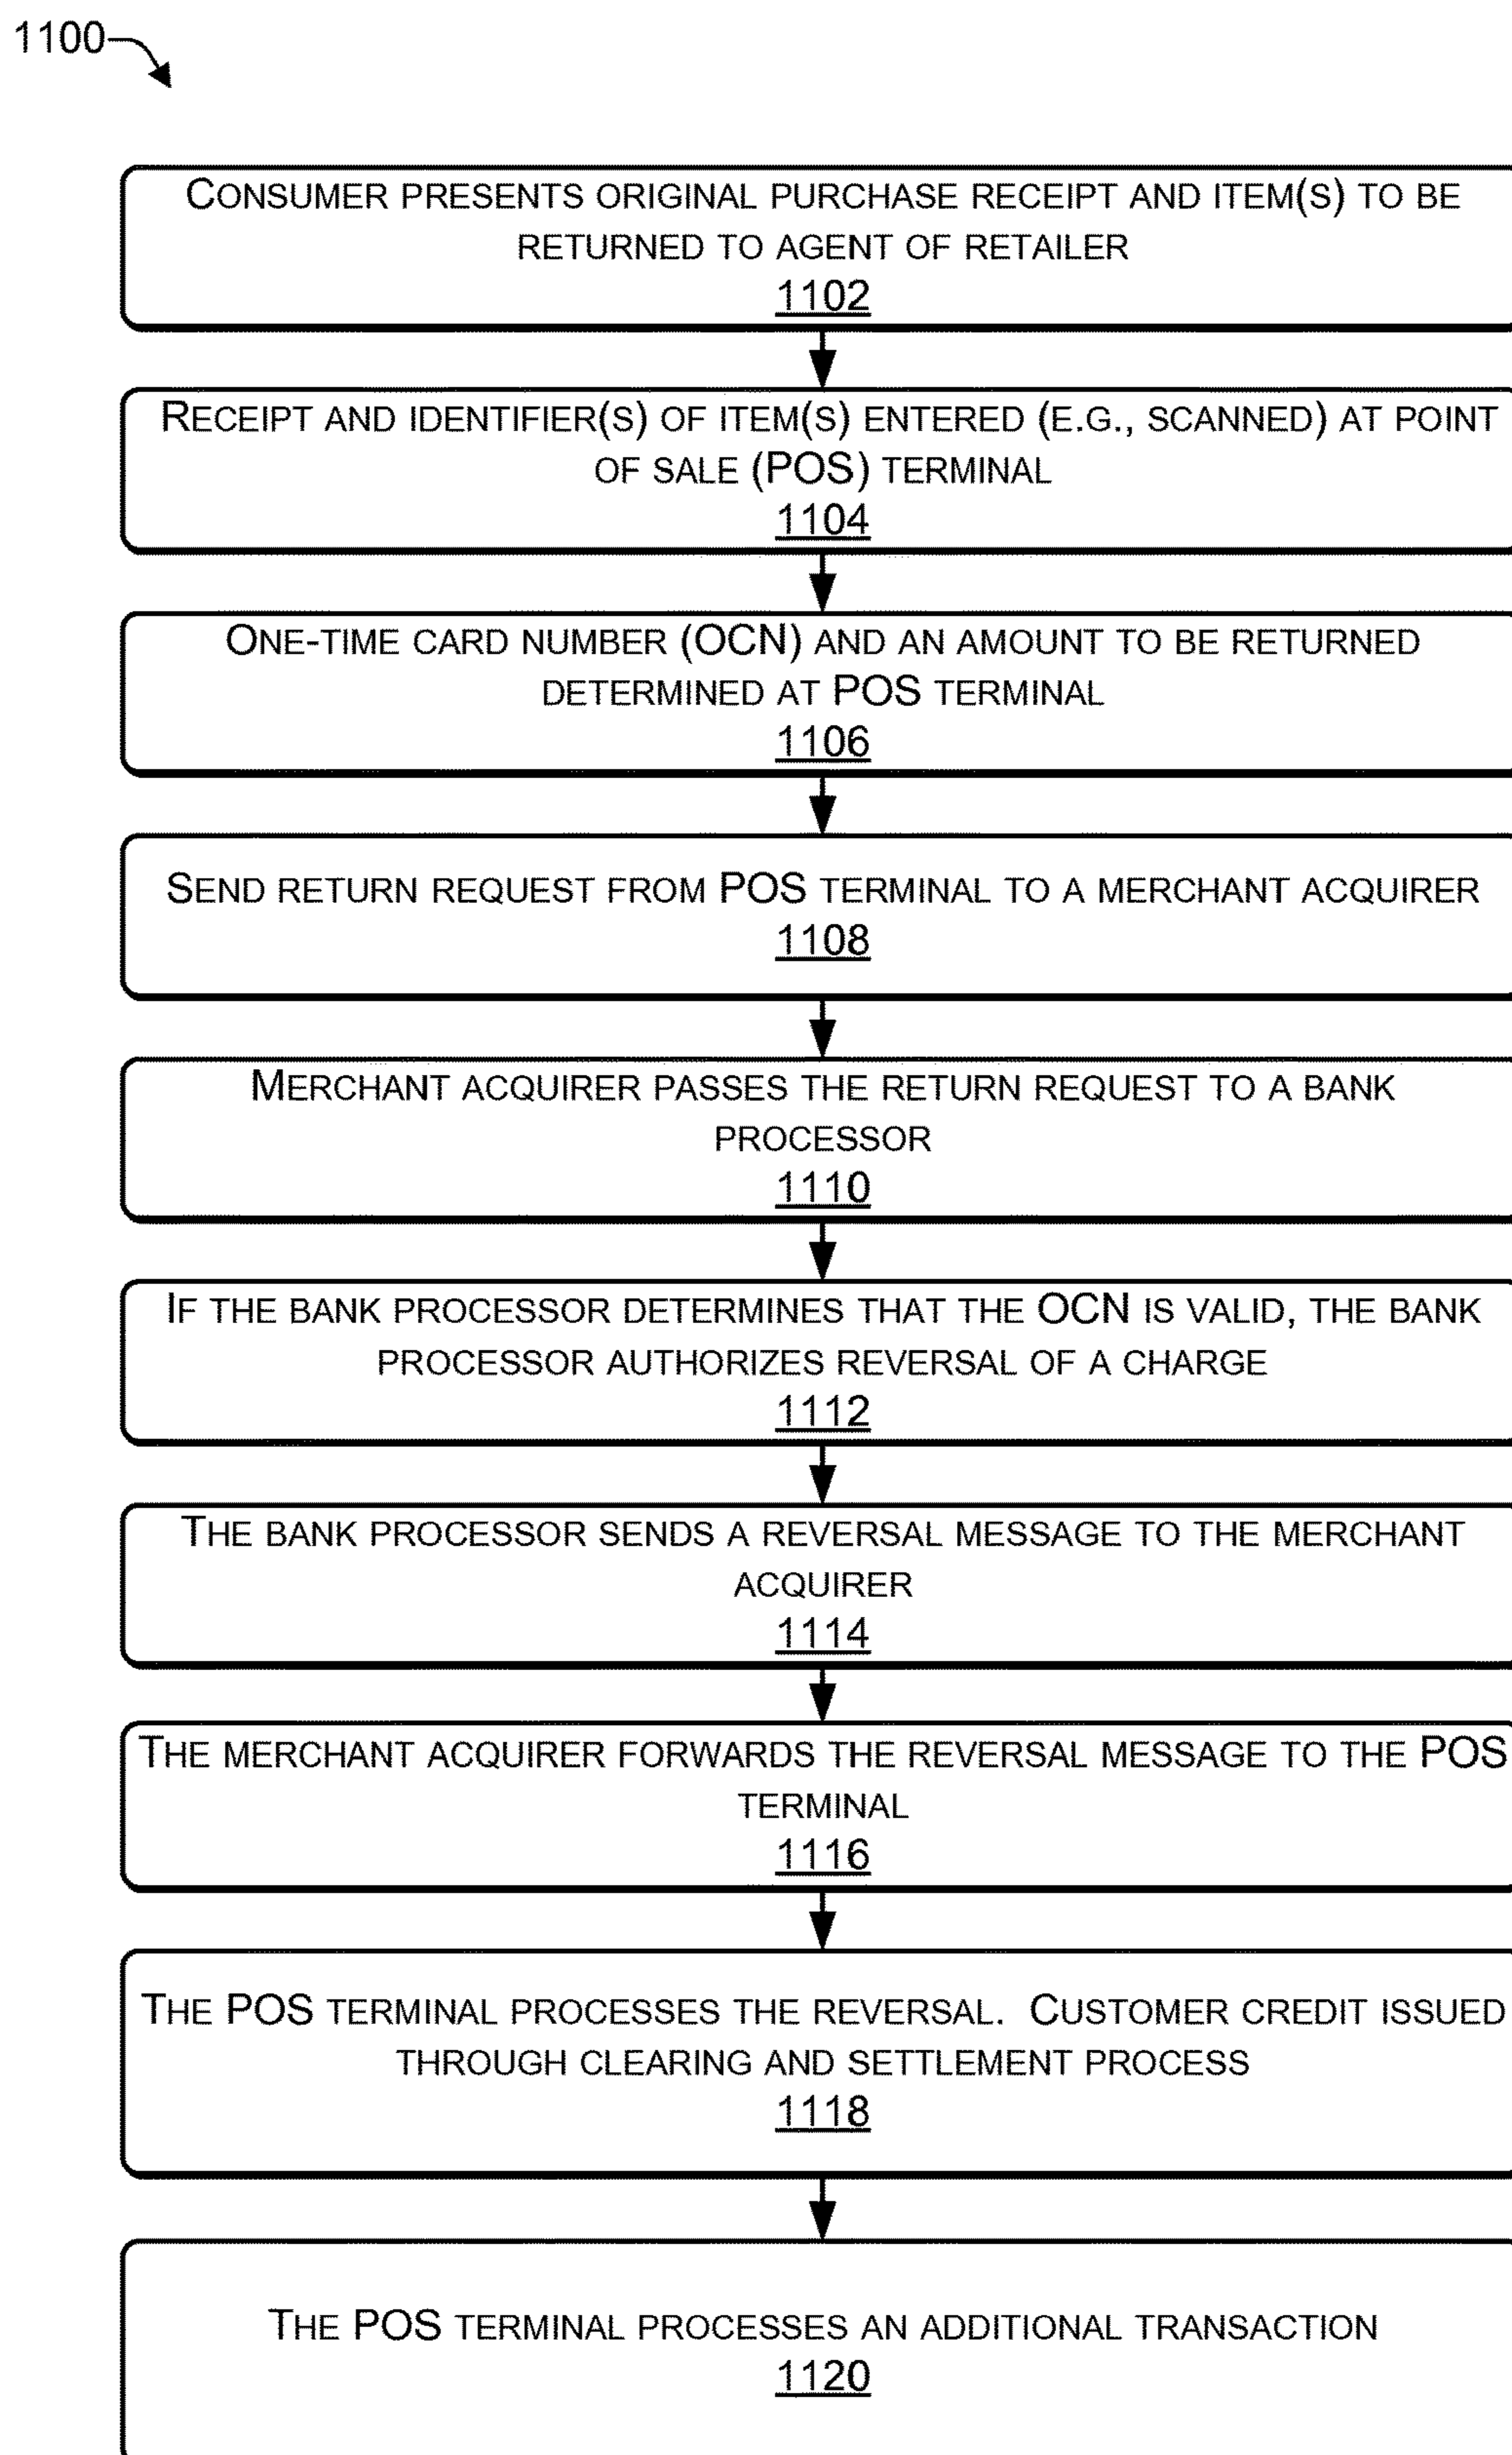 1100
CONSUMER PRESENTS ORIGINAL PURCHASE RECEIPT AND ITEM(S) TO BE
RETURNED TO AGENT OF RETAILER
1102
RECEIPT AND IDENTIFIER(S) OF ITEM(S) ENTERED (E.G., SCANNED) AT POINT
OF SALE (POS) TERMINAL
1104
ONE-TIME CARD NUMBER (OCN) AND AN AMOUNT TO BE RETURNED
DETERMINED AT POS TERMINAL
1106
SEND RETURN REQUEST FROM POS TERMINAL TO A MERCHANT ACQUIRER
1108
MERCHANT ACQUIRER PASSES THE RETURN REQUEST TO A BANK
PROCESSOR
1110
IF THE BANK PROCESSOR DETERMINES THAT THE OCN IS VALID, THE BANK
PROCESSOR AUTHORIZES REVERSAL OF A CHARGE
1112
THE BANK PROCESSOR SENDS A REVERSAL MESSAGE TO THE MERCHANT
ACQUIRER
1114
THE MERCHANT ACQUIRER FORWARDS THE REVERSAL MESSAGE TO THE POS
TERMINAL
1116
THE POS TERMINAL PROCESSES THE REVERSAL. CUSTOMER CREDIT ISSUED
THROUGH CLEARING AND SETTLEMENT PROCESS
1118
THE POS TERMINAL PROCESSES AN ADDITIONAL TRANSACTION
1120